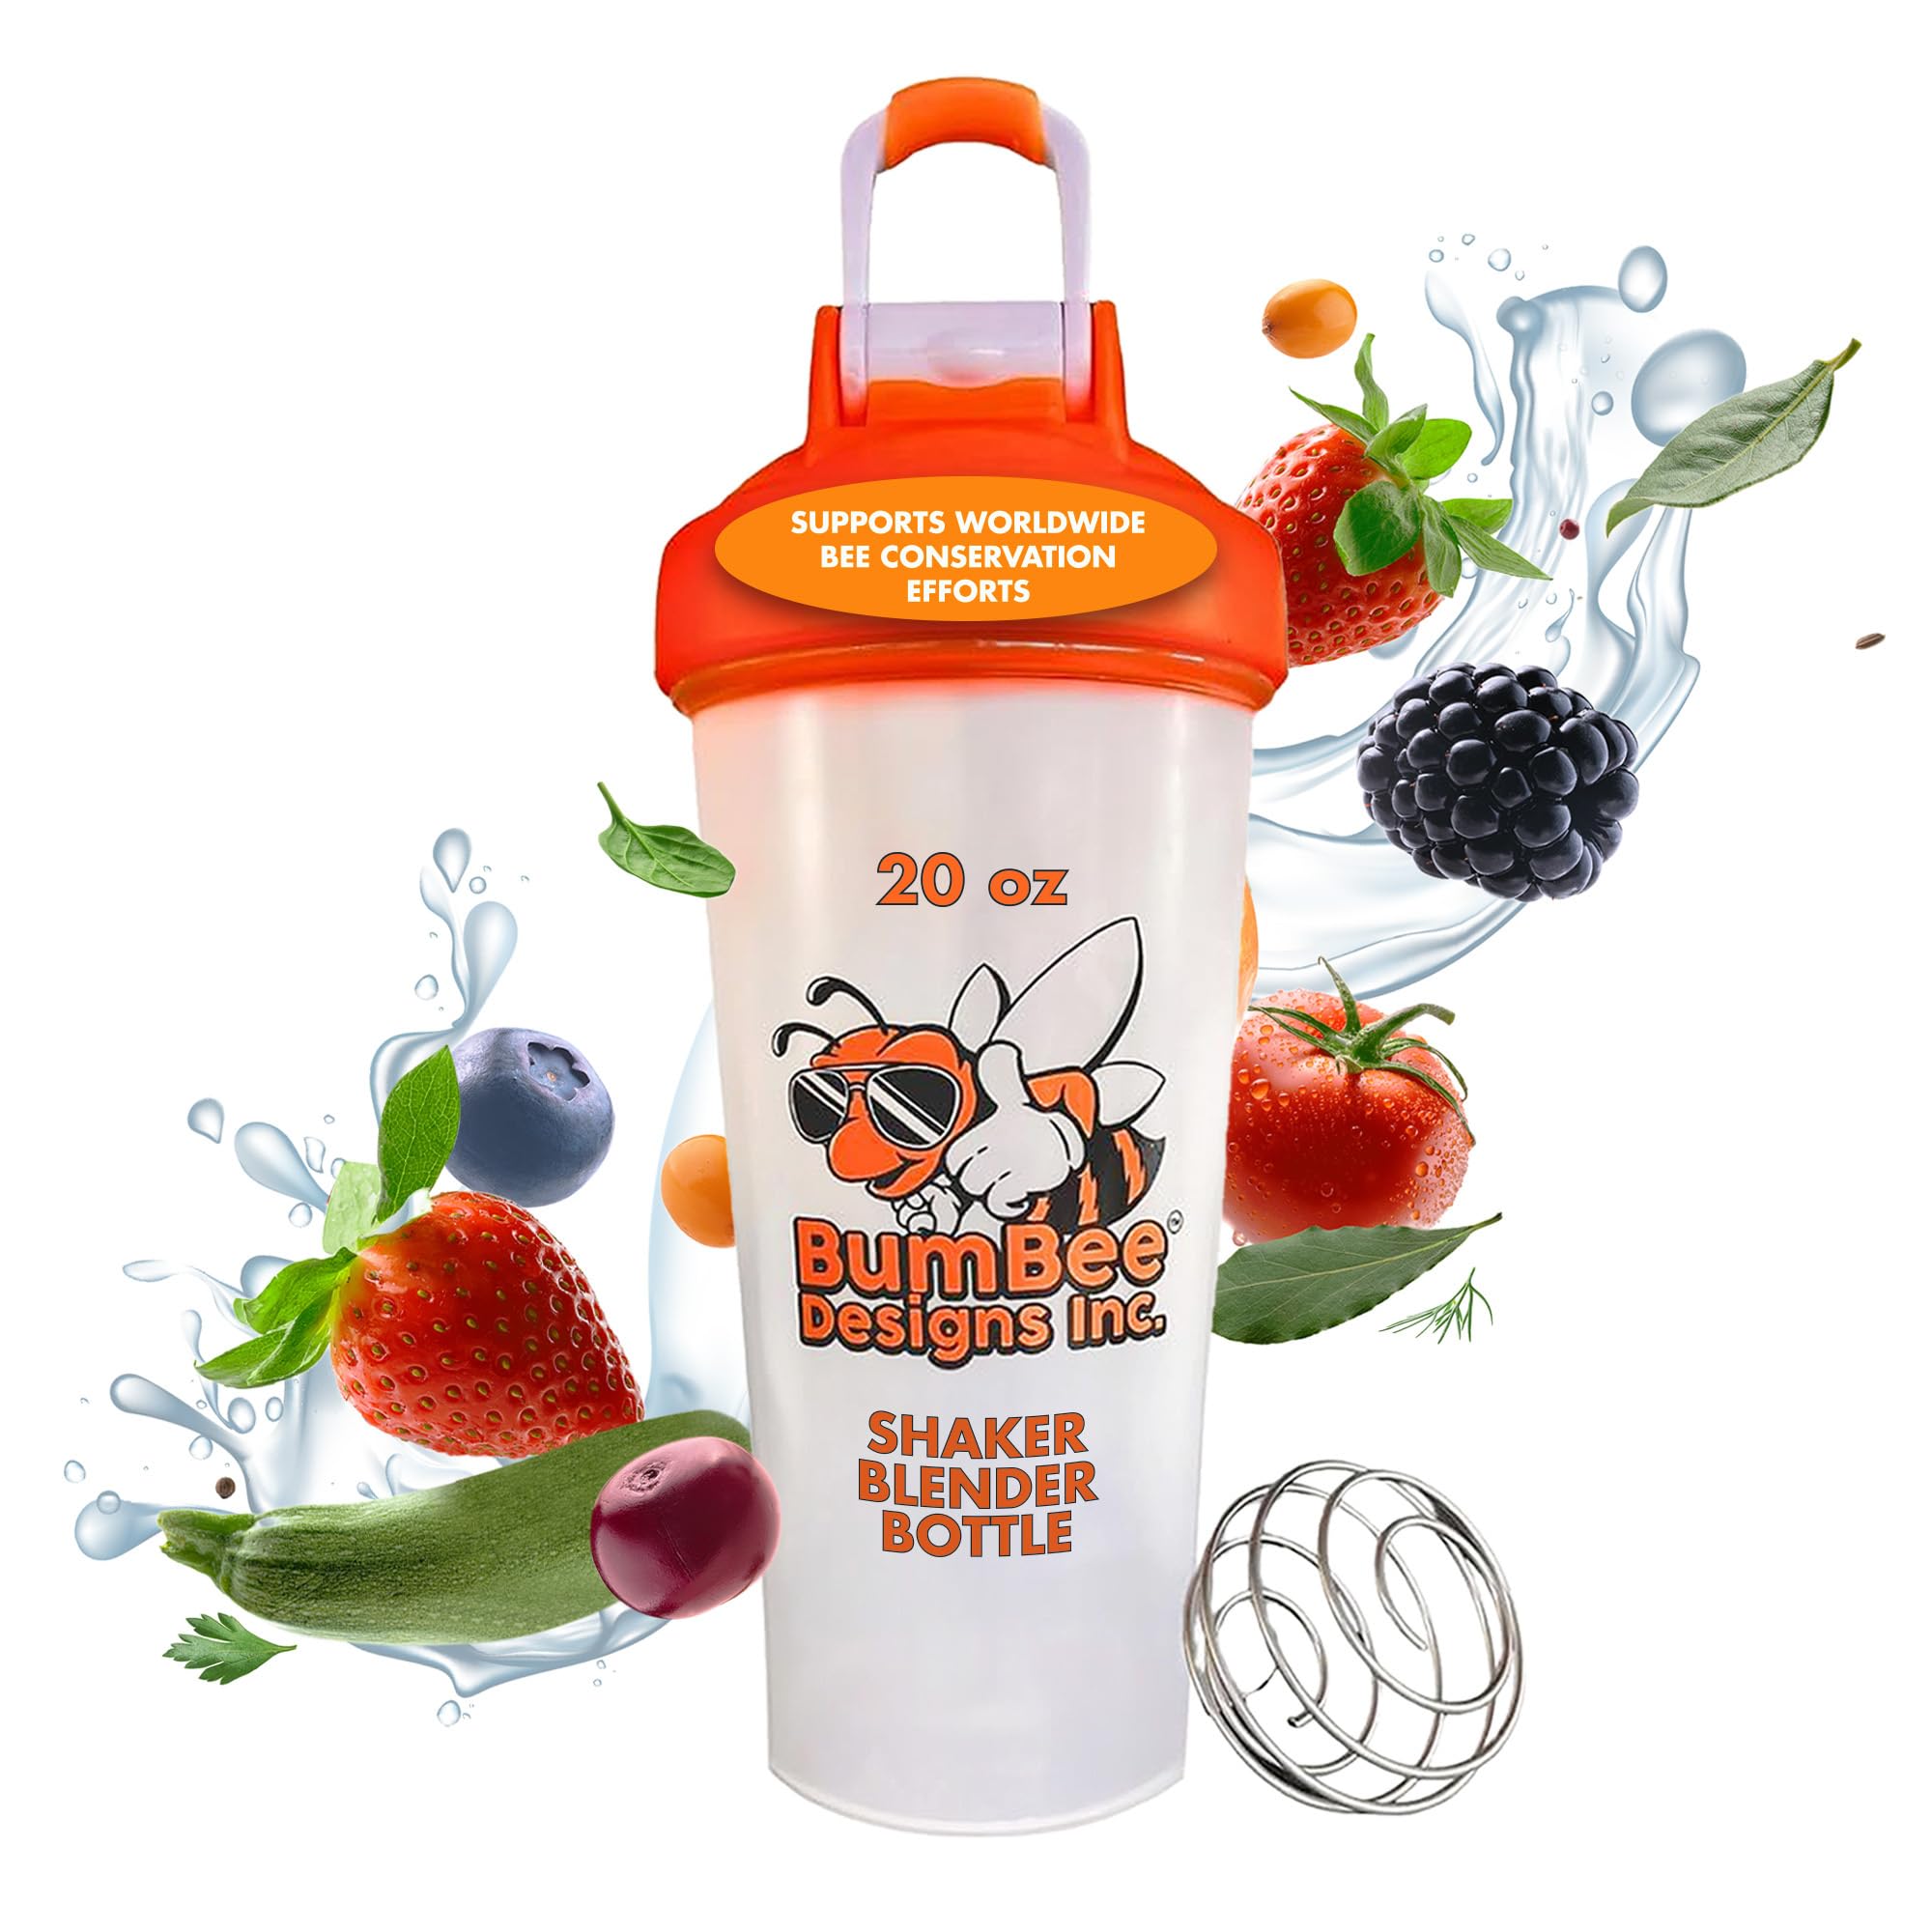 SUPPORTS WORLDWIDE
BEE CONSERVATION
EFFORTS
20 oz
BumBee
Designs Inc.
SHAKER
BLENDER
BOTTLE